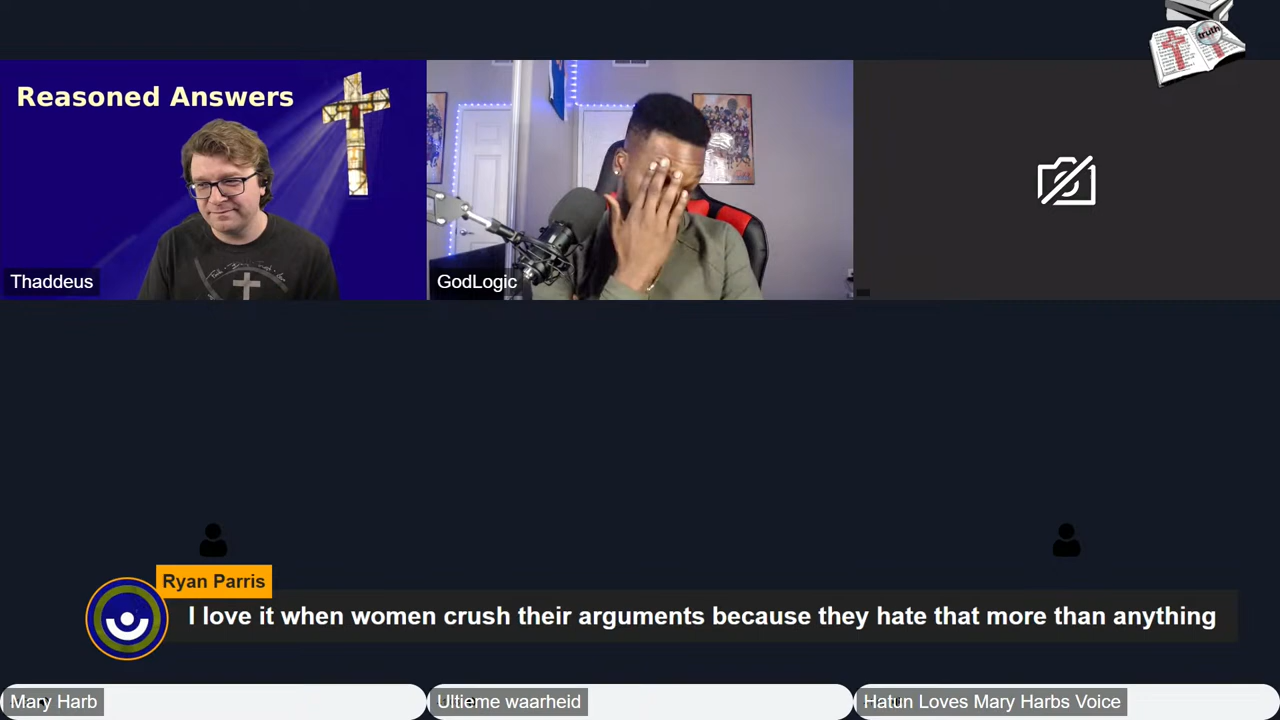 truth
Reasoned Answers
Thaddeus
GodLogic
Ryan Parris
I love it when women crush their arguments because they hate that more than anything
Mary Harb
Ultieme waarheid
Hatun Loves Mary Harbs Voice